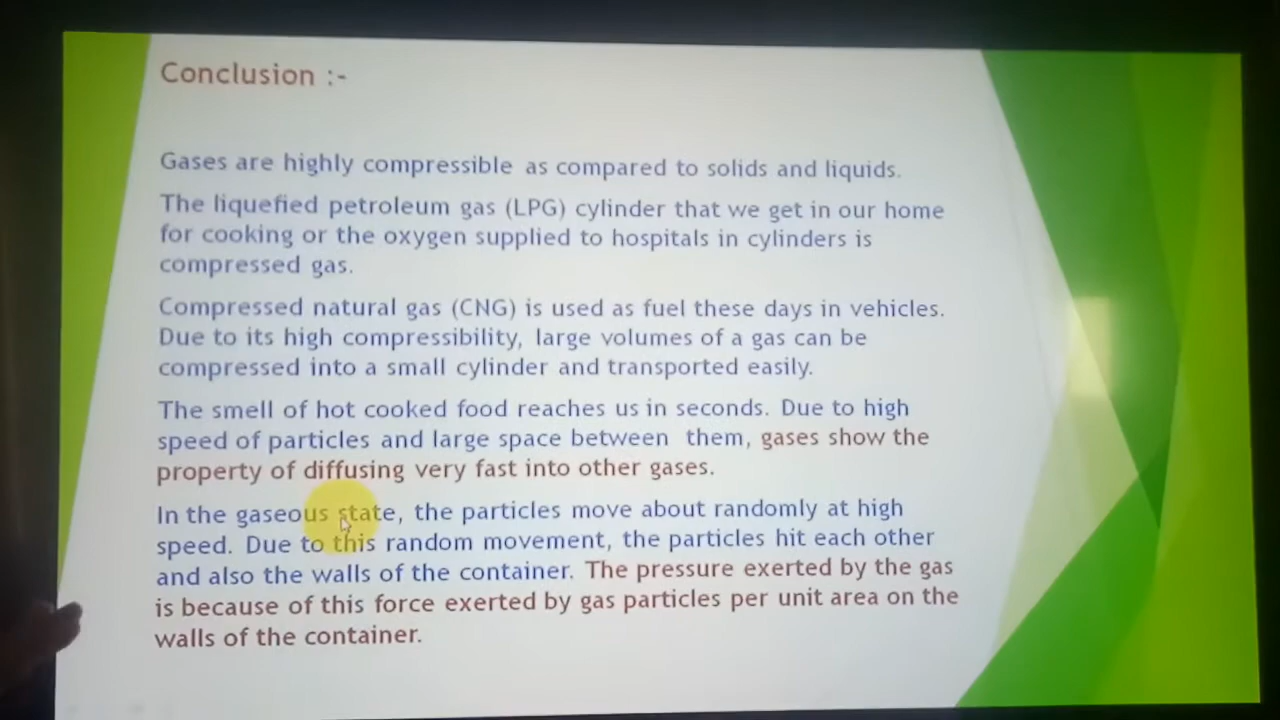 Conclusion :-
Gases are highly compressible as compared to solids and liquids.
The liquefied petroleum gas (LPG) cylinder that we get in our home
for cooking or the oxygen supplied to hospitals in cylinders is
compressed gas.
Compressed natural gas (CNG) is used as fuel these days in vehicles.
Due to its high compressibility, large volumes of a gas can be
compressed into a small cylinder and transported easily.
The smell of hot cooked food reaches us in seconds. Due to high
speed of particles and large space between them, gases show the
property of diffusing very fast into other gases.
In the gaseous state, the particles move about randomly at high
speed. Due to this random movement, the particles hit each other
and also the walls of the container. The pressure exerted by the gas
is because of this force exerted by gas particles per unit area on the
walls of the container.